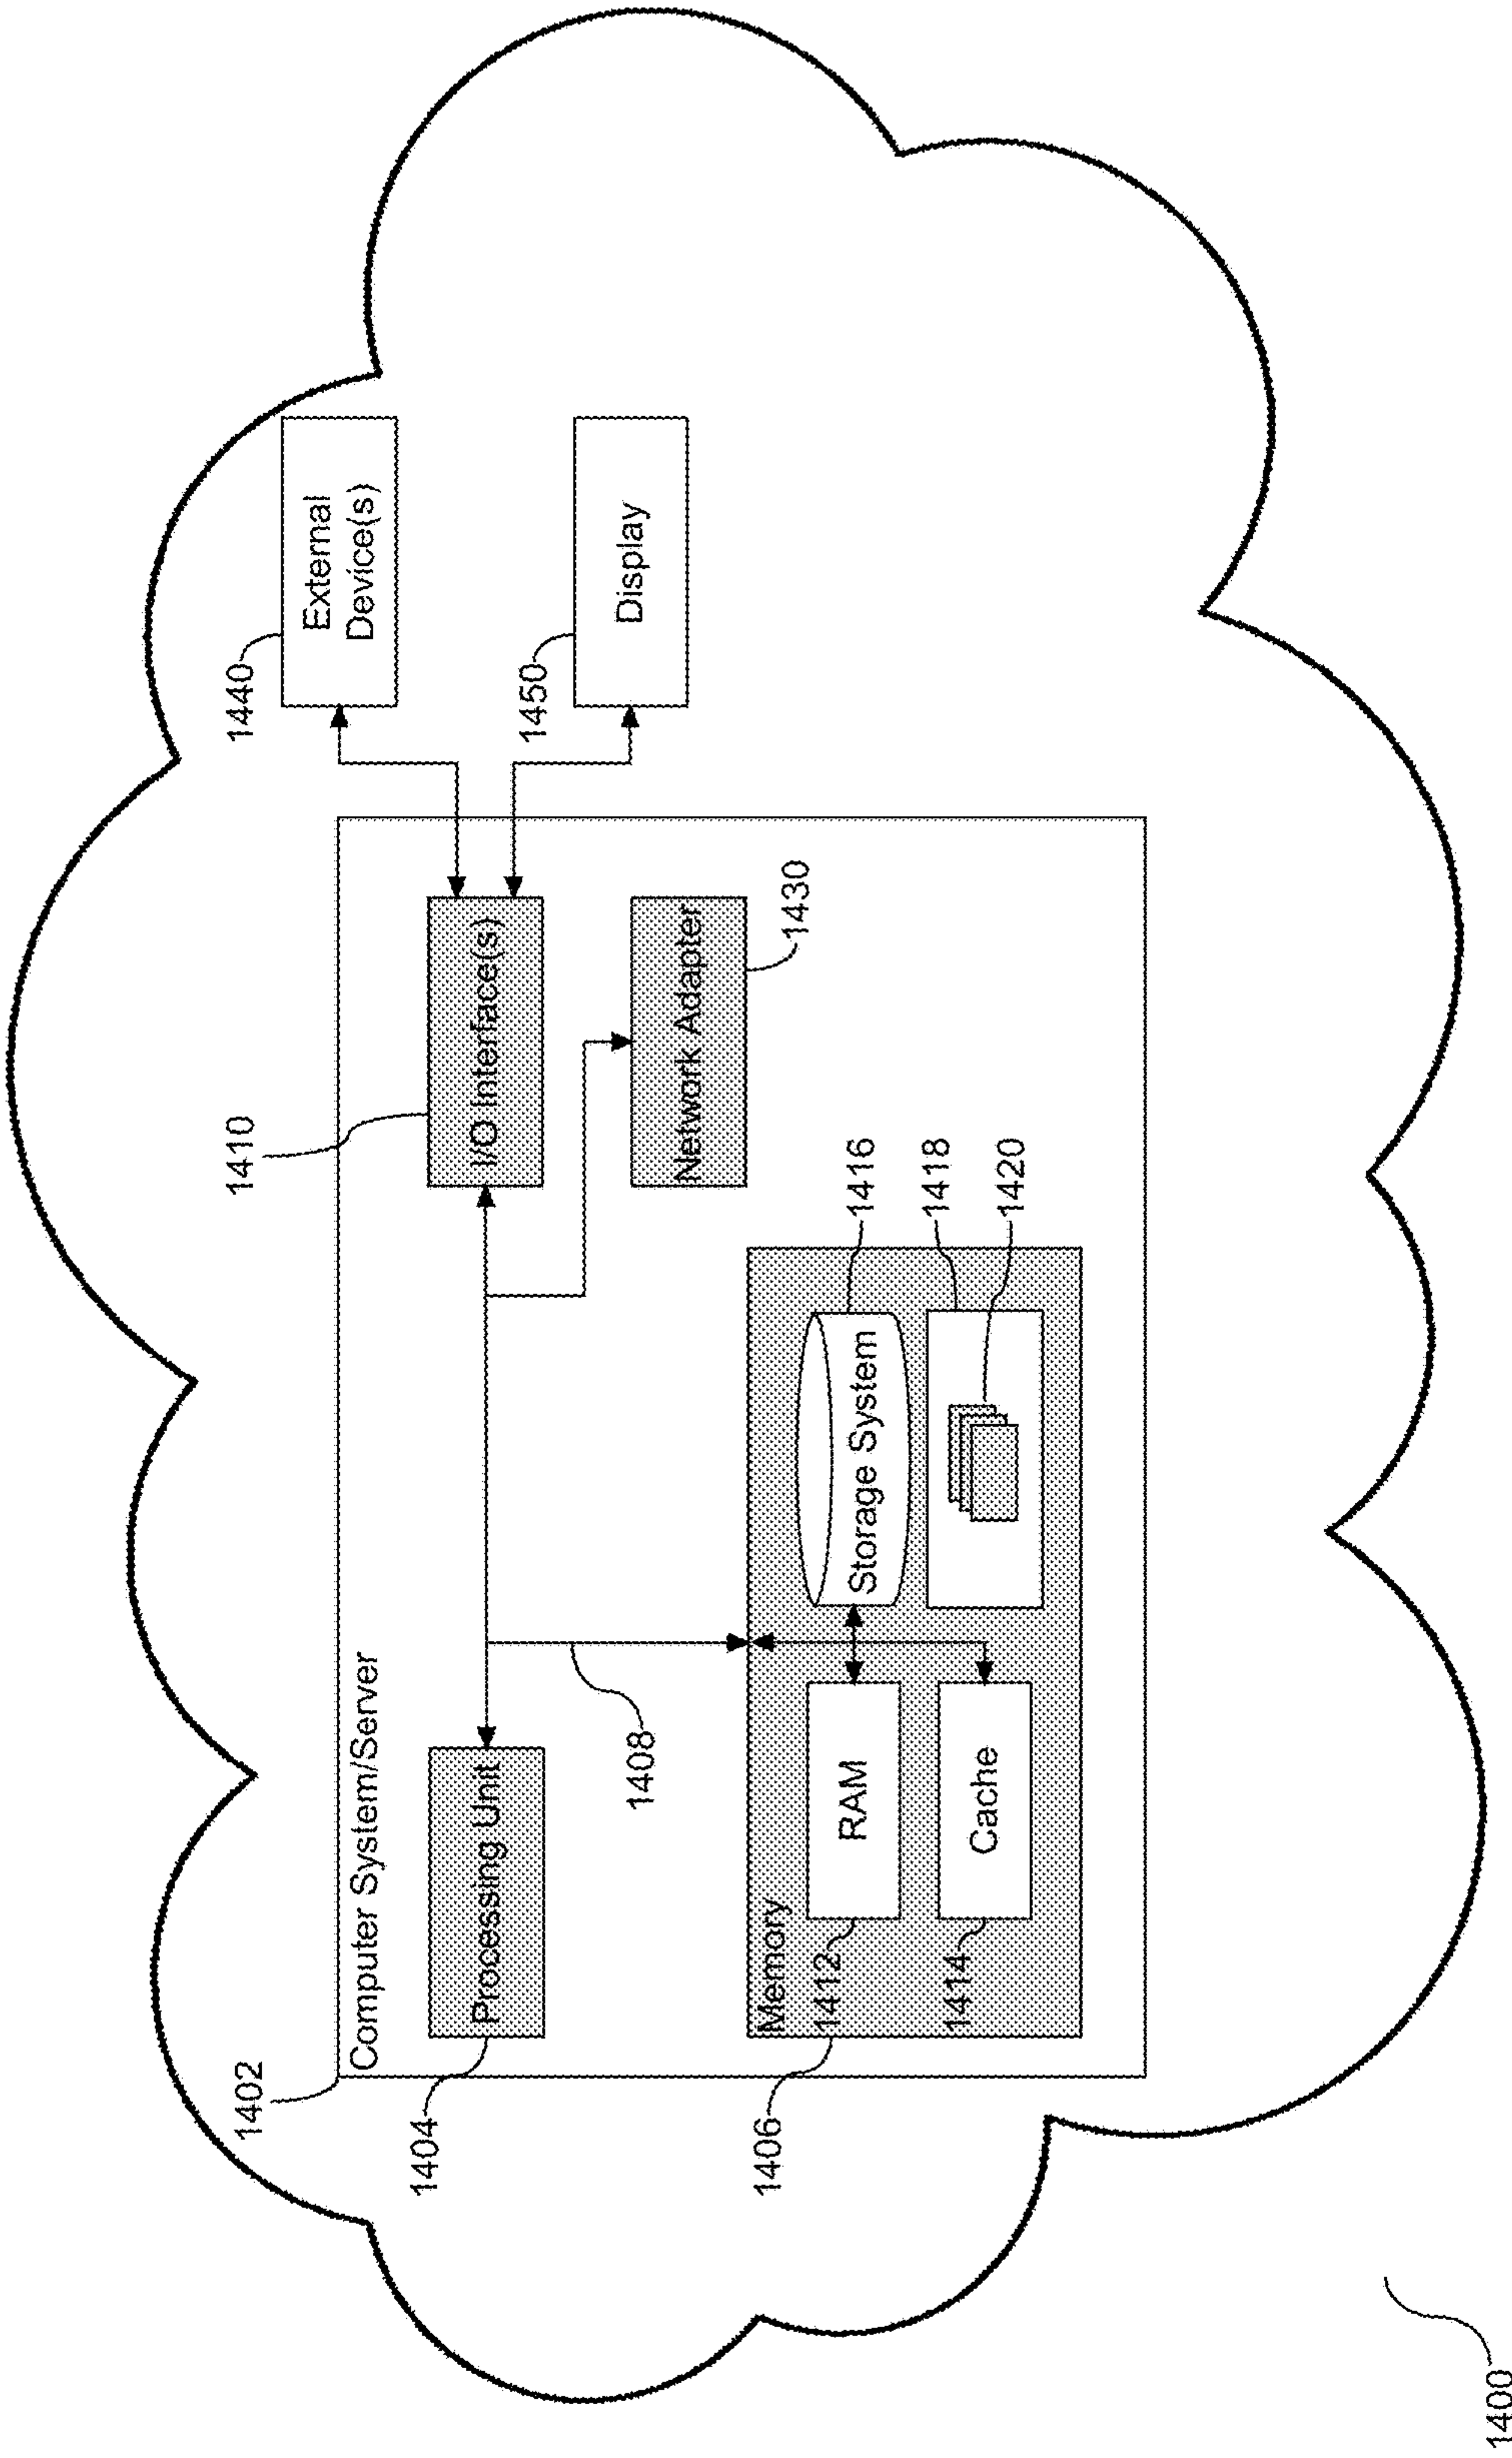 1402
Computer System/Server
1404
Processing Unit
1410
I/O Interface(s)
1440
External
Device(s)
1408
1450
Display
Network Adapter
1430
1406
Memory
1412
RAM
Storage System
1416
1414
Cache
1418
1420
1400